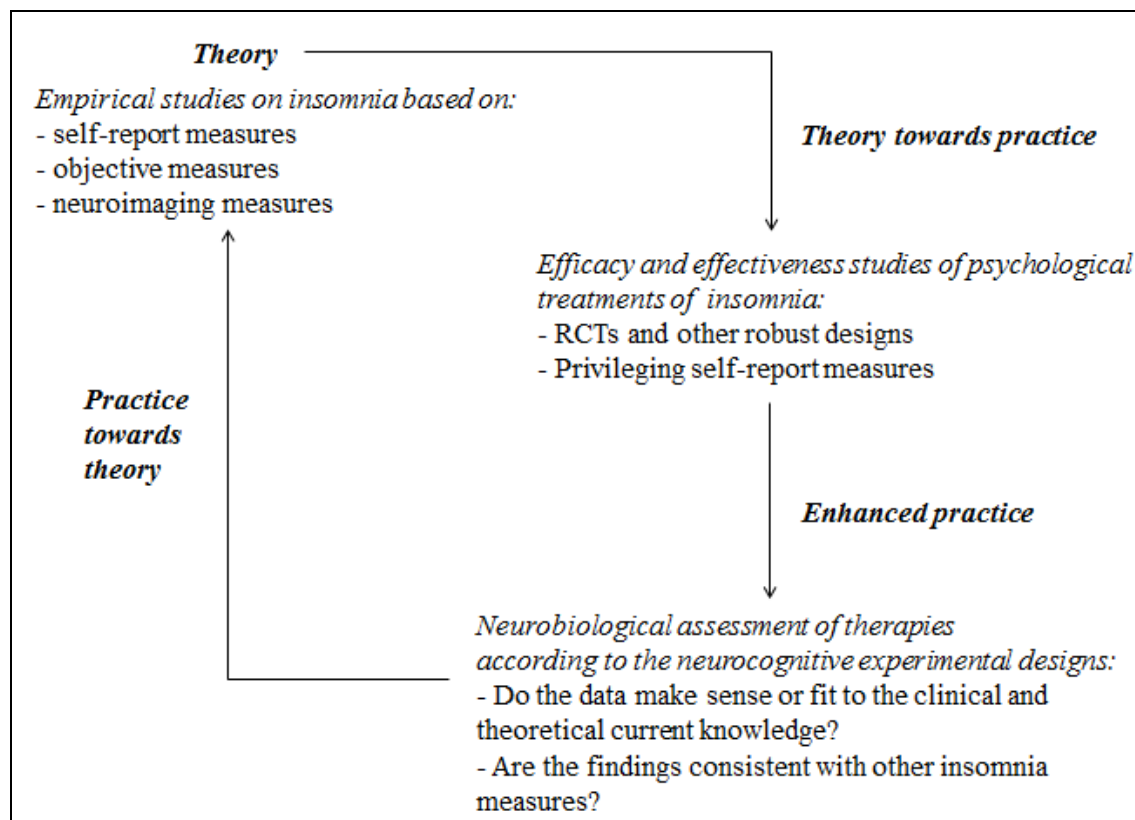 Theory
Empirical studies on insomnia based on:
- self-report measures
- objective measures
- neuroimaging measures
Theory towards practice
Efficacy and effectiveness studies of psychological
treatments of insomnia:
- RCTs and other robust designs
- Privileging self-report measures
Practice
towards
theory
Enhanced practice
Neurobiological assessment of therapies
according to the neurocognitive experimental designs:
- Do the data make sense or fit to the clinical and
theoretical current knowledge?
- Are the findings consistent with other insomnia
measures?